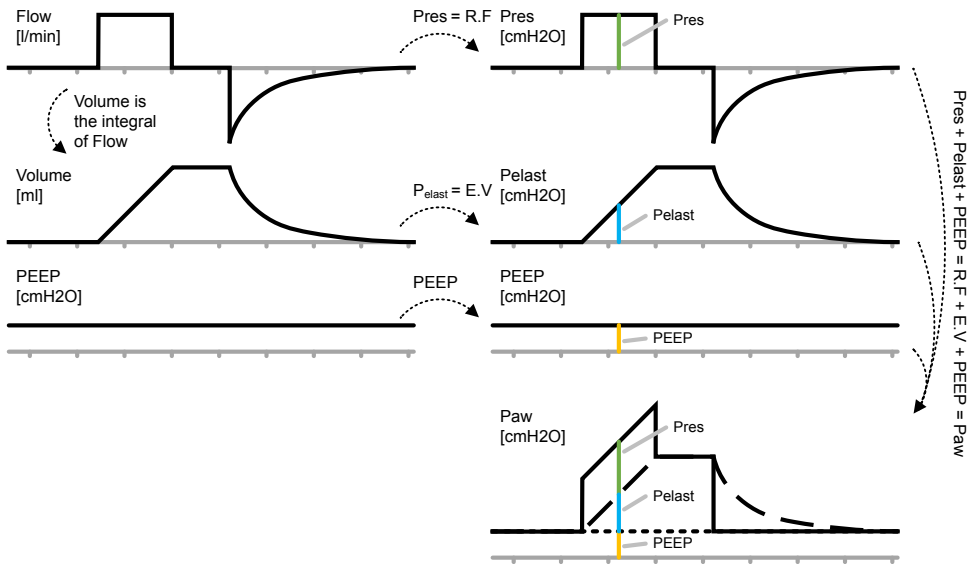 Flow
[l/min]
Pres = R.F
Pres
[cmH2O]
Pres
Volume is
the integral
of Flow
Volume
[ml]
Pelast = E.V
Pelast
[cmH2O]
Pelast
PEEP
[cmH2O]
PEEP
PEEP
[cmH2O]
PEEP
Pres + Pelast + PEEP = R.F + E.V + PEEP = Paw
Paw
[cmH2O]
Pres
Pelast
PEEP